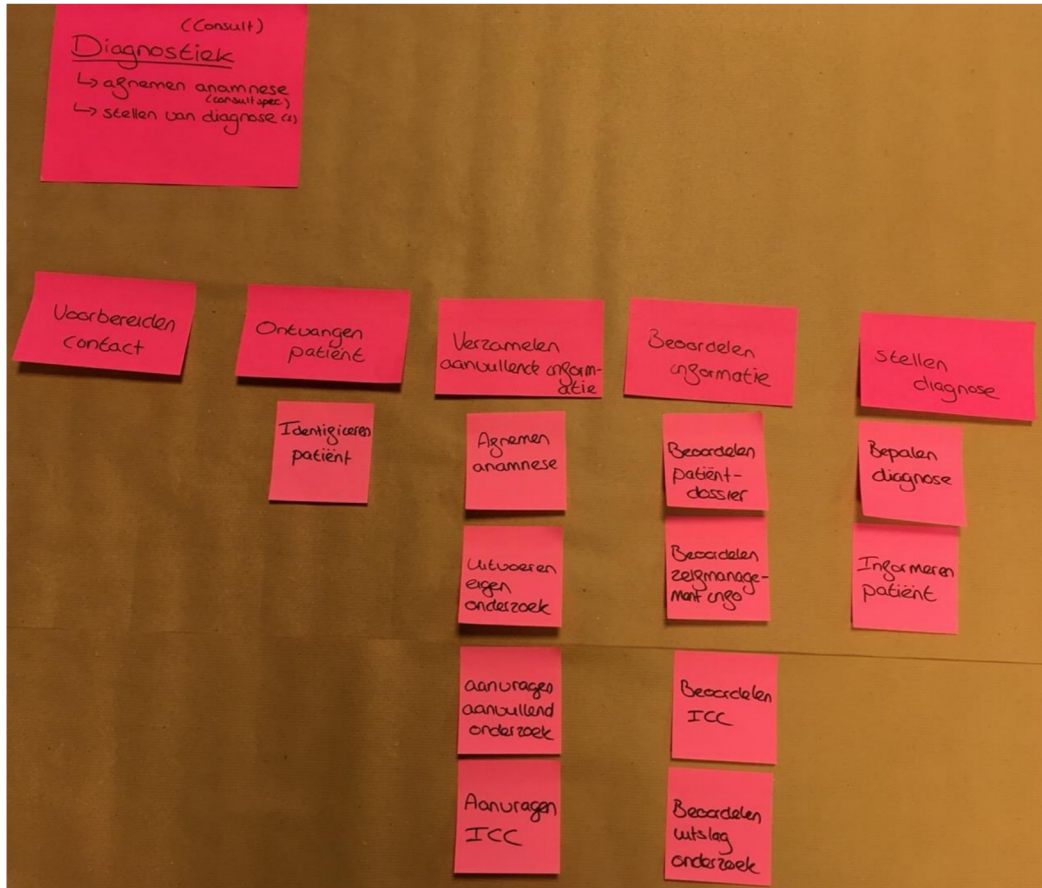 (Consult)
Diagnostiek
↳ afnemen anamnese
(consult spec)
↳ stellen van diagnose (s)
Voorbereiden
contact
Ontvangen
patiënt
Verzamelen
aanvullende inform-
atie
Beoordelen
informatie
stellen
diagnose
Identificeren
patiënt
Afnemen
anamnese
Uitvoeren
eigen
onderzoek
aanvragen
aanvullend
onderzoek
Aanvragen
ICC
Beoordelen
patiënt-
dossier
Beoordelen
zelfmanage-
ment info
Beoordelen
ICC
Beoordelen
uitslag
onderzoek
Bepalen
diagnose
Informeren
patiënt